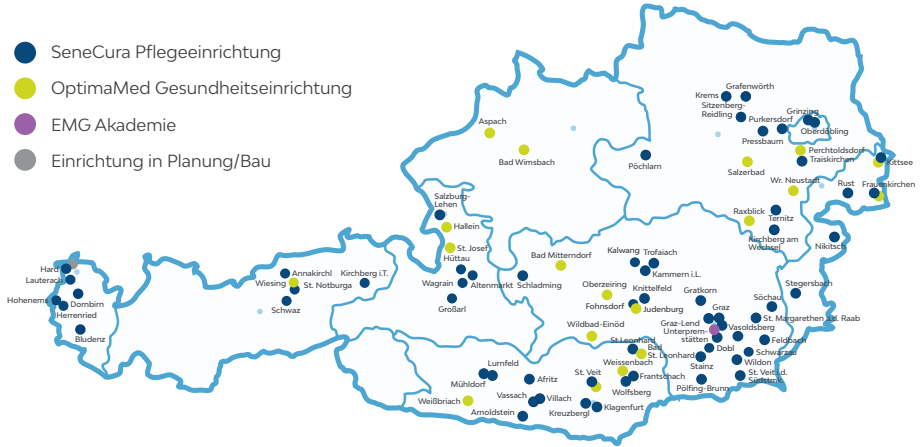 SeneCura Pflegeeinrichtung
OptimaMed Gesundheitseinrichtung
EMG Akademie
Einrichtung in Planung/Bau
Grafenwörth
Krems
Sitzenberg-
Reidling
Purkersdorf
Grinzing
Oberdöbling
Pressbaum
Perchtoldsdorf
Traiskirchen
Kittsee
Salzerbad
Wr. Neustadt
Rust
Frauenkirchen
Raxblick
Ternitz
Kirchberg am
Wechsel
Nikitsch
Aspach
Bad Wimsbach
Pöchlarn
Salzburg-
Lehen
Hallein
St. Josef
Hüttau
Wagrain
Altenmarkt
Großarl
Schladming
Bad Mitterndorf
Kalwang
Trofaiach
Kammern i.L.
Oberzeiring
Knittelfeld
Fohnsdorf
Judenburg
Wildbad-Einöd
Gratkorn
Graz
Graz-Lend
Unterprem-
stätten
Söchau
Stegersbach
St. Margarethen a.d. Raab
Vasoldsberg
Feldbach
Dobl
Schwarzau
Stainz
Wildon
St. Veit i.d.
Südstmk.
Pölfing-Brunn
Hard
Lauterach
Hohenems
Dornbirn
Herrenried
Bludenz
Annakirchl
Wiesing
St. Notburga
Schwaz
Kirchberg i.T.
St.Leonhard
Bad
St. Leonhard
Weissenbach
Frantschach
Wolfsberg
St. Veit
Lurnfeld
Mühldorf
Afritz
Weißbriach
Vassach
Villach
Arnoldstein
Kreuzbergl
Klagenfurt